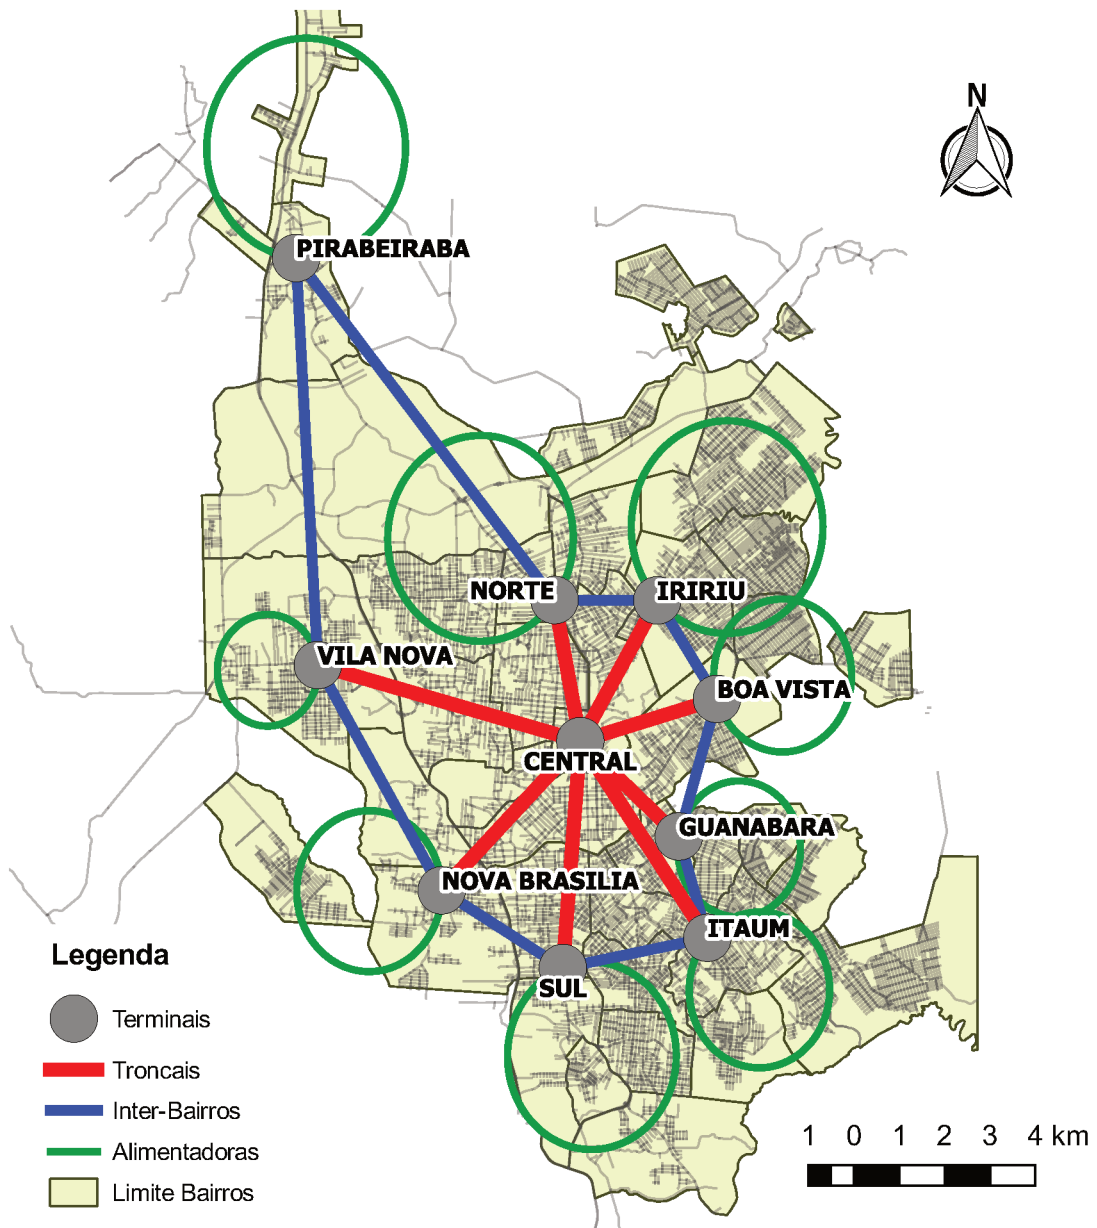 N
PIRABEIRABA
NORTE
IRIRIU
VILA NOVA
BOA VISTA
CENTRAL
GUANABARA
NOVA BRASILIA
ITAUM
SUL
Legenda
Terminais
Troncais
Inter-Bairros
Alimentadoras
Limite Bairros
1 0 1 2 3 4 km